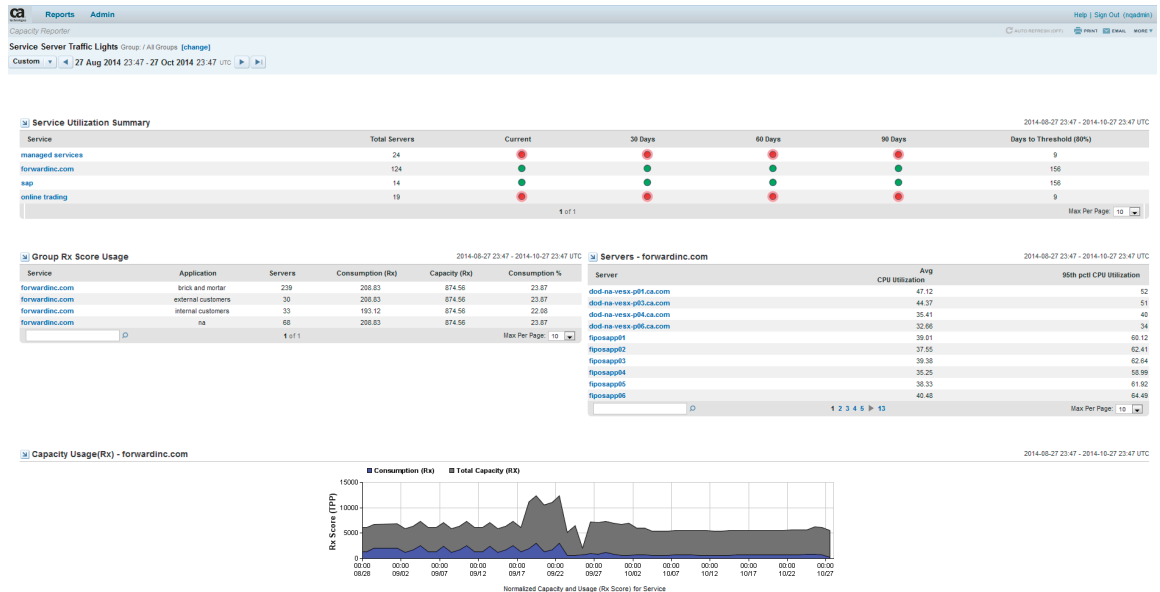 ca
technologies
Reports Admin
Help | Sign Out (nqadmin)
Capacity Reporter
AUTO REFRESH (OFF) PRINT EMAIL MORE
Service Server Traffic Lights Group: / All Groups [change]
Custom 27 Aug 2014 23:47 - 27 Oct 2014 23:47 UTC
Service Utilization Summary 2014-08-27 23:47 - 2014-10-27 23:47 UTC
Service Total Servers Current 30 Days 60 Days 90 Days Days to Threshold (80%)
managed services 24 9
forwardinc.com 124 156
sap 14 156
online trading 19 9
1 of 1 Max Per Page: 10
Group Rx Score Usage 2014-08-27 23:47 - 2014-10-27 23:47 UTC
Service Application Servers Consumption (Rx) Capacity (Rx) Consumption %
forwardinc.com brick and mortar 239 208.83 874.56 23.87
forwardinc.com external customers 30 208.83 874.56 23.87
forwardinc.com internal customers 33 193.12 874.56 22.08
forwardinc.com na 68 208.83 874.56 23.87
1 of 1 Max Per Page: 10
Servers - forwardinc.com 2014-08-27 23:47 - 2014-10-27 23:47 UTC
Server Avg CPU Utilization 95th pctl CPU Utilization
dod-na-vesx-p01.ca.com 47.12 52
dod-na-vesx-p03.ca.com 44.37 51
dod-na-vesx-p04.ca.com 35.41 40
dod-na-vesx-p06.ca.com 32.66 34
fiposapp01 39.01 60.12
fiposapp02 37.55 62.41
fiposapp03 39.38 62.64
fiposapp04 35.25 58.99
fiposapp05 38.33 61.92
fiposapp06 40.48 64.49
1 2 3 4 5 13 Max Per Page: 10
Capacity Usage(Rx) - forwardinc.com 2014-08-27 23:47 - 2014-10-27 23:47 UTC
Consumption (Rx) Total Capacity (RX)
Rx Score (TPP)
15000
10000
5000
0
00:00 00:00 00:00 00:00 00:00 00:00 00:00 00:00 00:00 00:00 00:00 00:00 00:00
08/28 09/02 09/07 09/12 09/17 09/22 09/27 10/02 10/07 10/12 10/17 10/22 10/27
Normalized Capacity and Usage (Rx Score) for Service